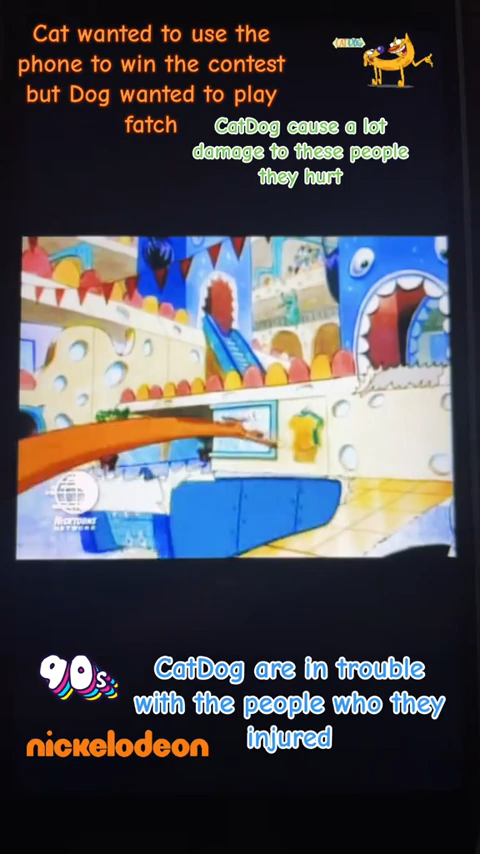 Cat wanted to use the
phone to win the contest
but Dog wanted to play
fatch
CATDOG
CatDog cause a lot
damage to these people
they hurt
NICKTOONS
NETWORK
90s
CatDog are in trouble
with the people who they
injured
nickelodeon